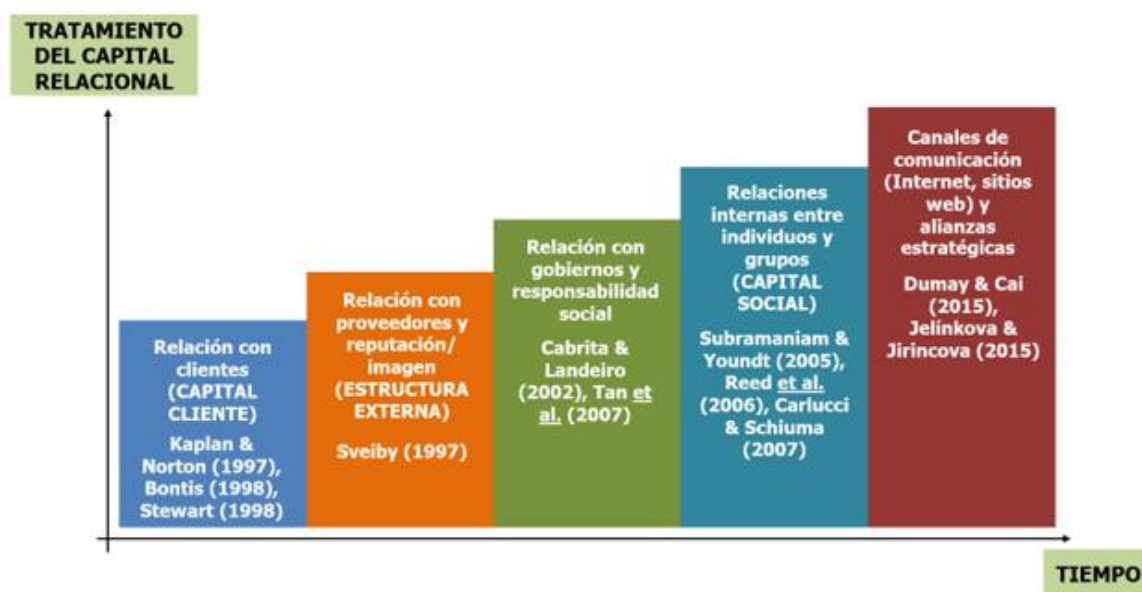 TRATAMIENTO
DEL CAPITAL
RELACIONAL
Relación con
clientes
(CAPITAL
CLIENTE)
Kaplan &
Norton (1997),
Bontis (1998),
Stewart (1998)
Relación con
proveedores y
reputación/
imagen
(ESTRUCTURA
EXTERNA)
Sveiby (1997)
Relación con
gobiernos y
responsabilidad
social
Cabrita &
Landeiro
(2002), Tan et
al. (2007)
Relaciones
internas entre
individuos y
grupos
(CAPITAL
SOCIAL)
Subramaniam &
Youndt (2005),
Reed et al.
(2006), Carlucci
& Schiuma
(2007)
Canales de
comunicación
(Internet, sitios
web) y
alianzas
estratégicas
Dumay & Cai
(2015),
Jelínkova &
Jirincova (2015)
TIEMPO